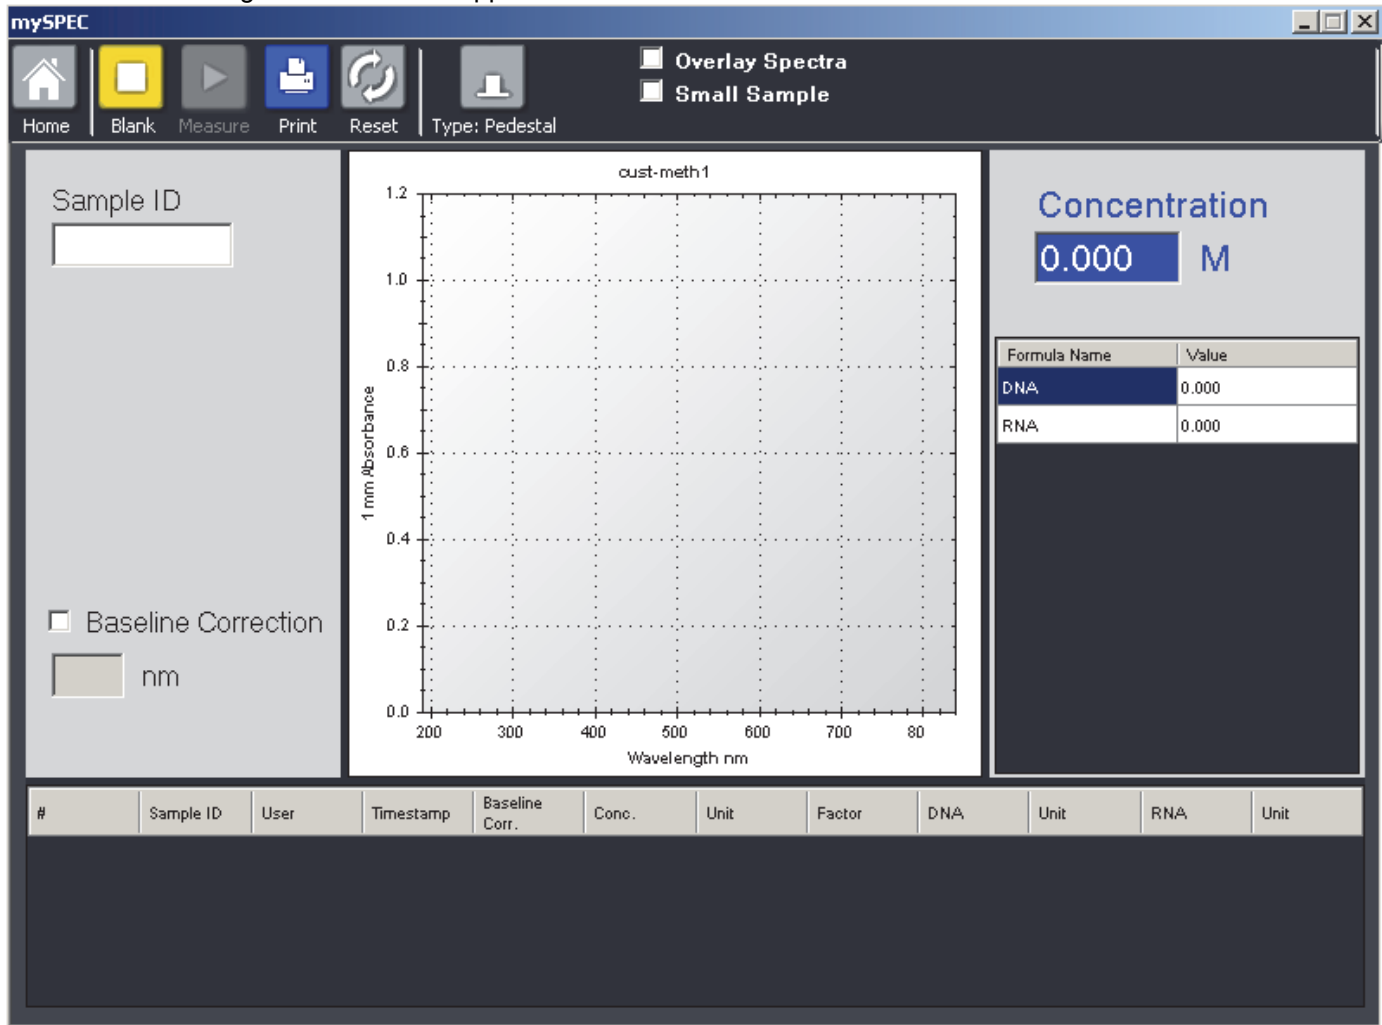 mySPEC
Overlay Spectra
Small Sample
Home Blank Measure Print Reset Type: Pedestal
Sample ID
Baseline Correction
nm
cust-meth1
1.2
1.0
0.8
0.6
0.4
0.2
0.0
1 mm Absorbance
200 300 400 500 600 700 80
Wavelength nm
Concentration
0.000 M
Formula Name Value
DNA 0.000
RNA 0.000
# Sample ID User Timestamp Baseline Corr. Conc. Unit Factor DNA Unit RNA Unit